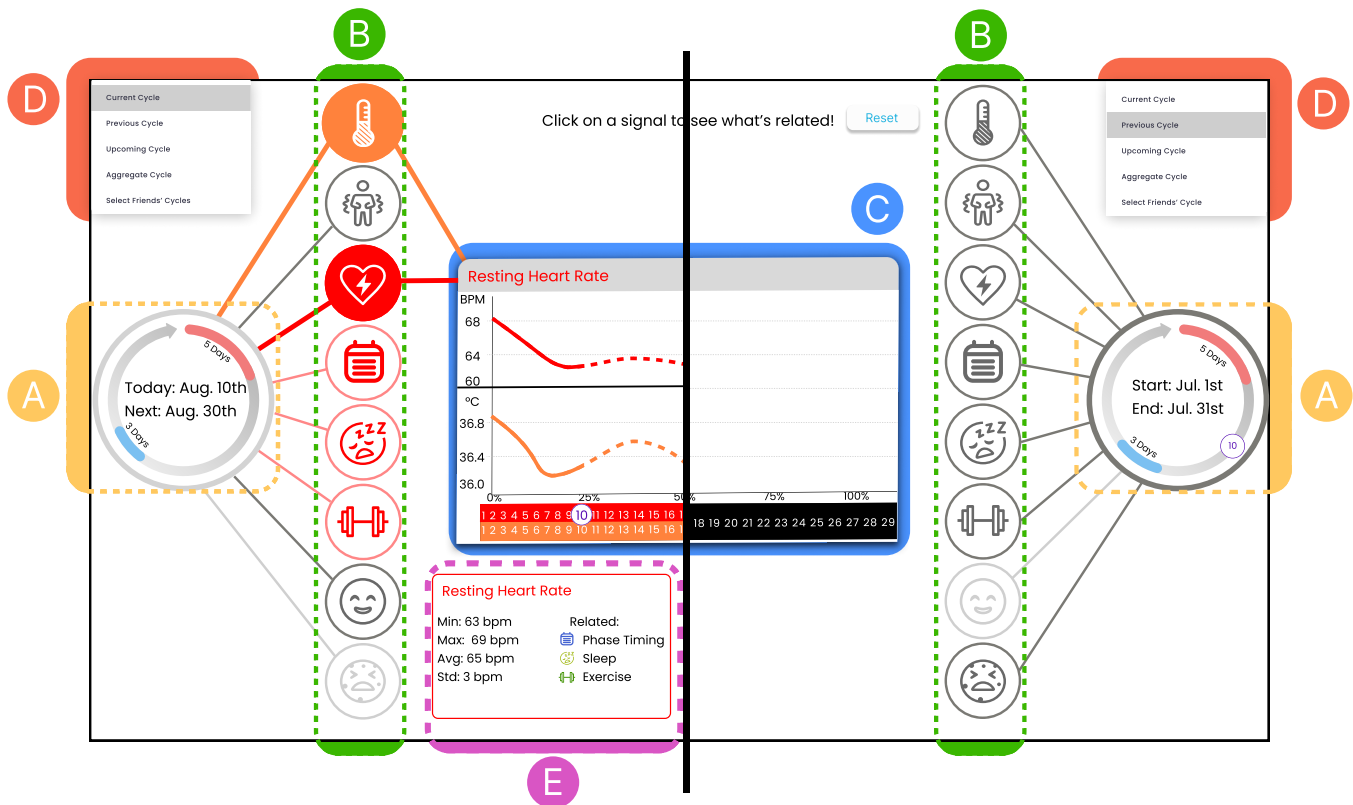 B
B
D
Current Cycle
Previous Cycle
Upcoming Cycle
Aggregate Cycle
Select Friends' Cycles
Click on a signal to see what's related!
Reset
D
Current Cycle
Previous Cycle
Upcoming Cycle
Aggregate Cycle
Select Friends' Cycle
C
A
5 Days
Today: Aug. 10th
Next: Aug. 30th
3 Days
zzz
Resting Heart Rate
BPM
68
64
60
ºC
36.8
36.4
36.0
0% 25% 50% 75% 100%
1 2 3 4 5 6 7 8 9 10 11 12 13 14 15 16 1
1 2 3 4 5 6 7 8 9 10 11 12 13 14 15 16 1
18 19 20 21 22 23 24 25 26 27 28 29
zzz
A
5 Days
Start: Jul. 1st
End: Jul. 31st
10
3 Days
Resting Heart Rate
Min: 63 bpm
Max: 69 bpm
Avg: 65 bpm
Std: 3 bpm
Related:
Phase Timing
Sleep
Exercise
E